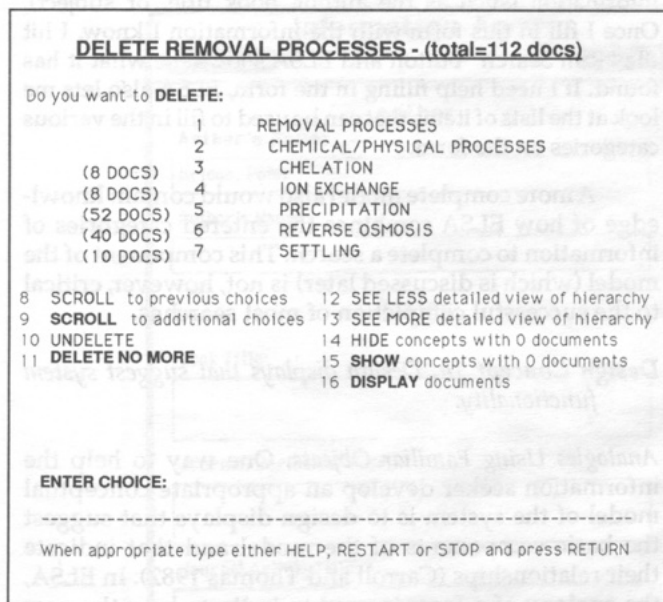 DELETE REMOVAL PROCESSES - (total=112 docs)
Do you want to DELETE:
1 REMOVAL PROCESSES
2 CHEMICAL/PHYSICAL PROCESSES
(8 DOCS) 3 CHELATION
(8 DOCS) 4 ION EXCHANGE
(52 DOCS) 5 PRECIPITATION
(40 DOCS) 6 REVERSE OSMOSIS
(10 DOCS) 7 SETTLING
8 SCROLL to previous choices 12 SEE LESS detailed view of hierarchy
9 SCROLL to additional choices 13 SEE MORE detailed view of hierarchy
10 UNDELETE 14 HIDE concepts with 0 documents
11 DELETE NO MORE 15 SHOW concepts with 0 documents
16 DISPLAY documents
ENTER CHOICE:
When appropriate type either HELP, RESTART or STOP and press RETURN